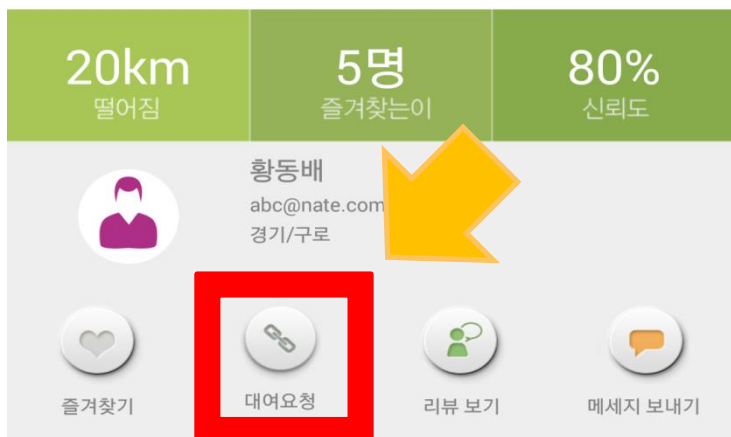 20km 5명 80%
떨어짐 즐겨찾는이 신뢰도
황동배
abc@nate.com
경기/구로
즐겨찾기 대여요청 리뷰 보기 메세지 보내기